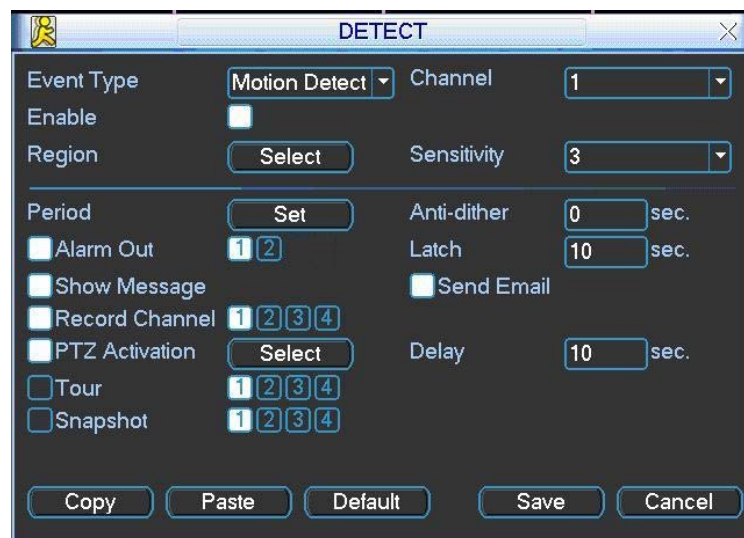 DETECT
Event Type Motion Detect Channel 1
Enable
Region Select Sensitivity 3
Period Set Anti-dither 0 sec.
Alarm Out 1 2 Latch 10 sec.
Show Message Send Email
Record Channel 1 2 3 4
PTZ Activation Select Delay 10 sec.
Tour 1 2 3 4
Snapshot 1 2 3 4
Copy Paste Default Save Cancel